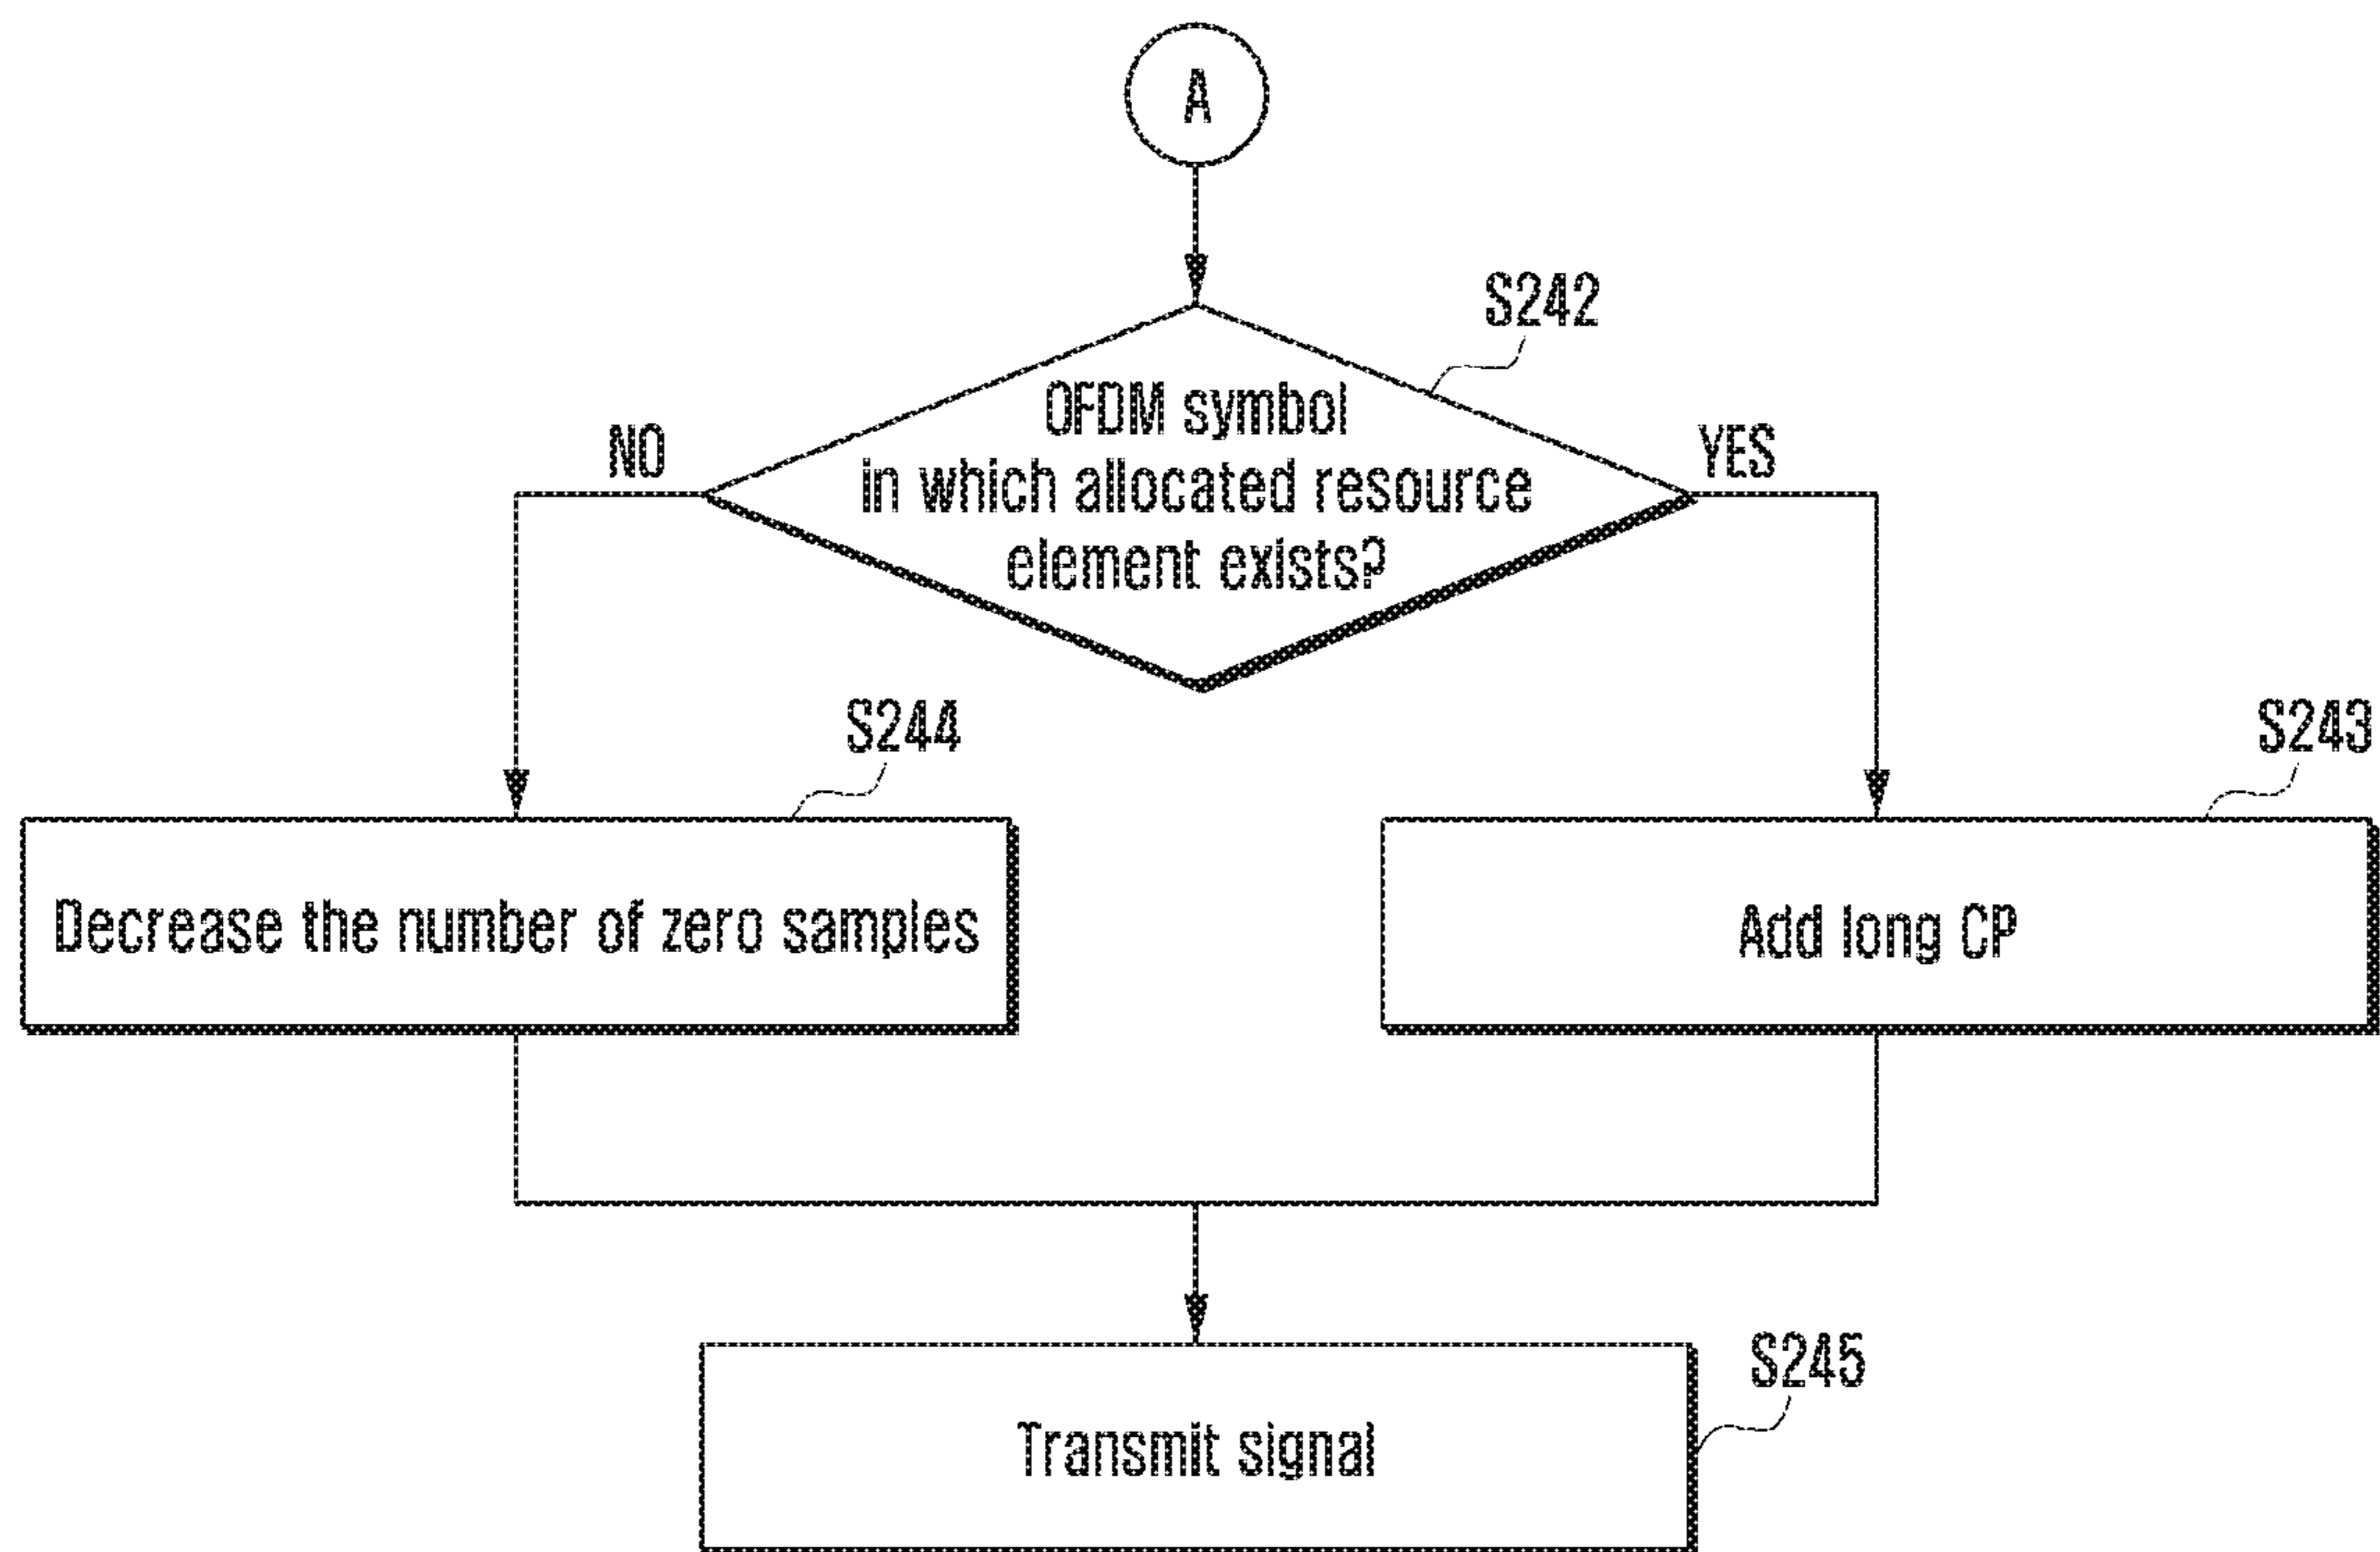 A
S242
OFDM symbol
in which allocated resource
element exists?
NO
YES
S244
S243
Decrease the number of zero samples
Add long CP
S245
Transmit signal